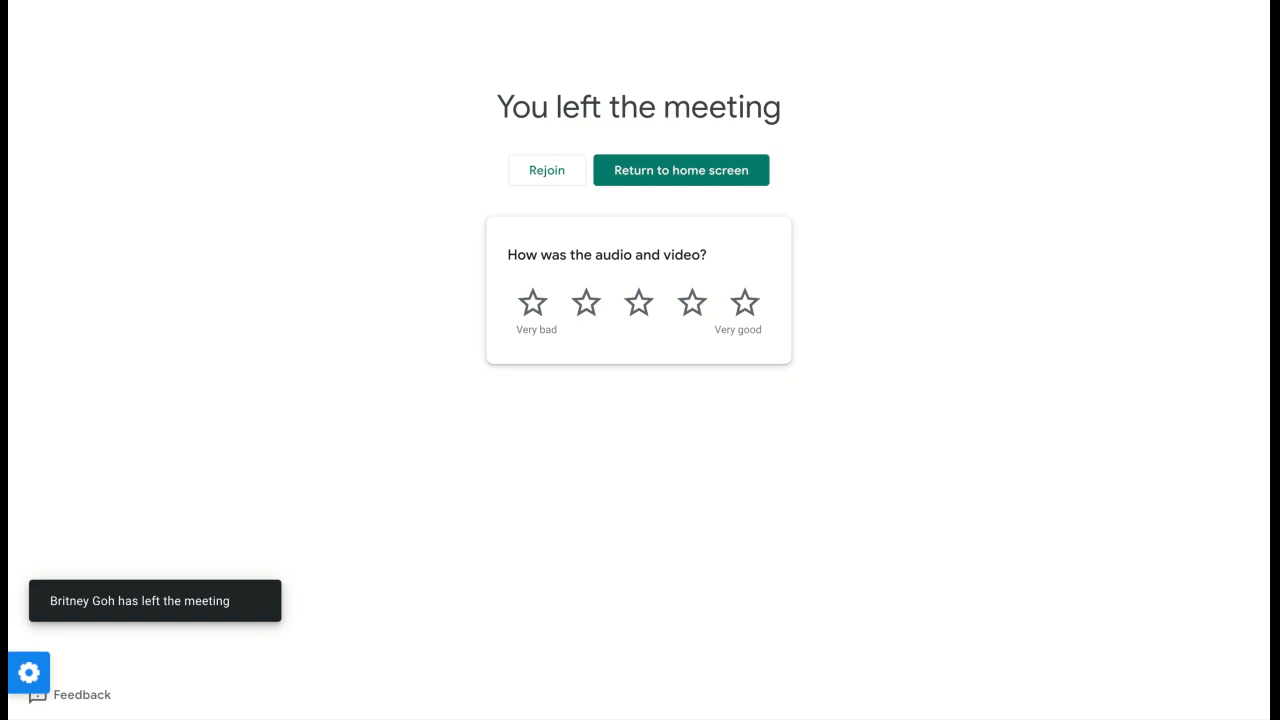 You left the meeting
Rejoin
Return to home screen
How was the audio and video?
Very bad
Very good
Britney Goh has left the meeting
Feedback